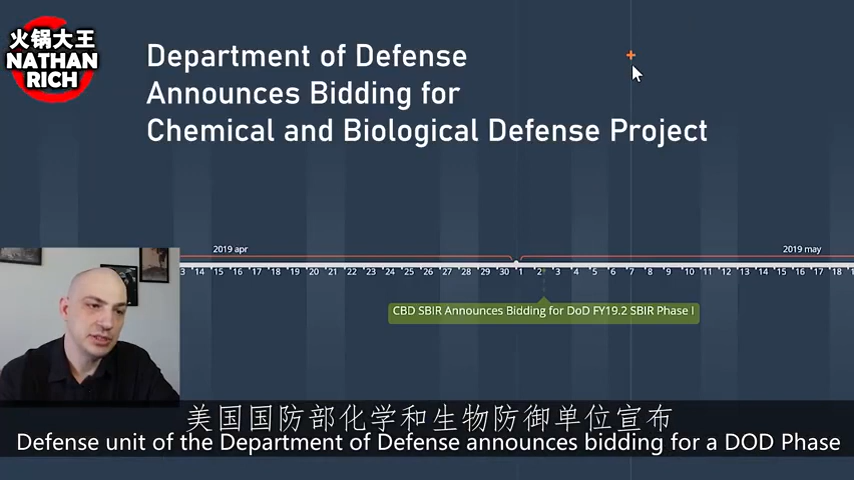 火锅大王
NATHAN
RICH
Department of Defense
Announces Bidding for
Chemical and Biological Defense Project
2019 apr
2019 may
3 14 15 16 17 18 19 20 21 22 23 24 25 26 27 28 29 30 1 2 3 4 5 6 7 8 9 10 11 12 13 14 15 16 17 18
CBD SBIR Announces Bidding for DoD FY19.2 SBIR Phase I
美国国防部化学和生物防御单位宣布
Defense unit of the Department of Defense announces bidding for a DOD Phase